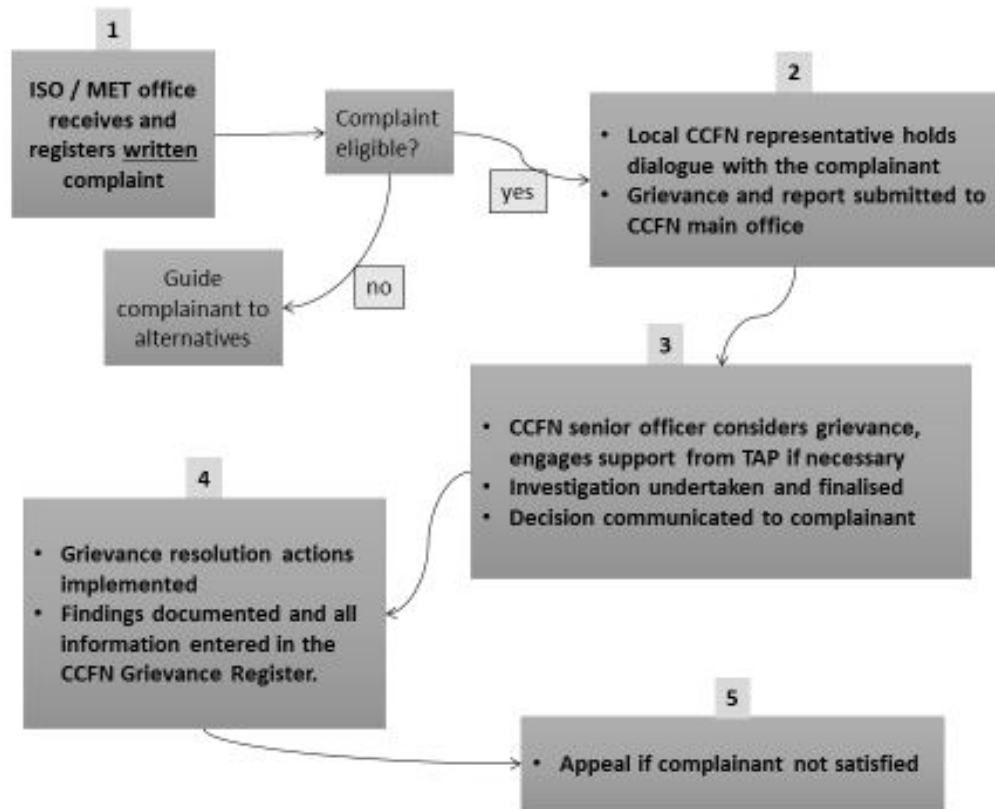 1
ISO / MET office
receives and
registers written
complaint
Complaint
eligible?
yes
no
Guide
complainant to
alternatives
2
• Local CCFN representative holds
dialogue with the complainant
• Grievance and report submitted to
CCFN main office
3
• CCFN senior officer considers grievance,
engages support from TAP if necessary
• Investigation undertaken and finalised
• Decision communicated to complainant
4
• Grievance resolution actions
implemented
• Findings documented and all
information entered in the
CCFN Grievance Register.
5
• Appeal if complainant not satisfied